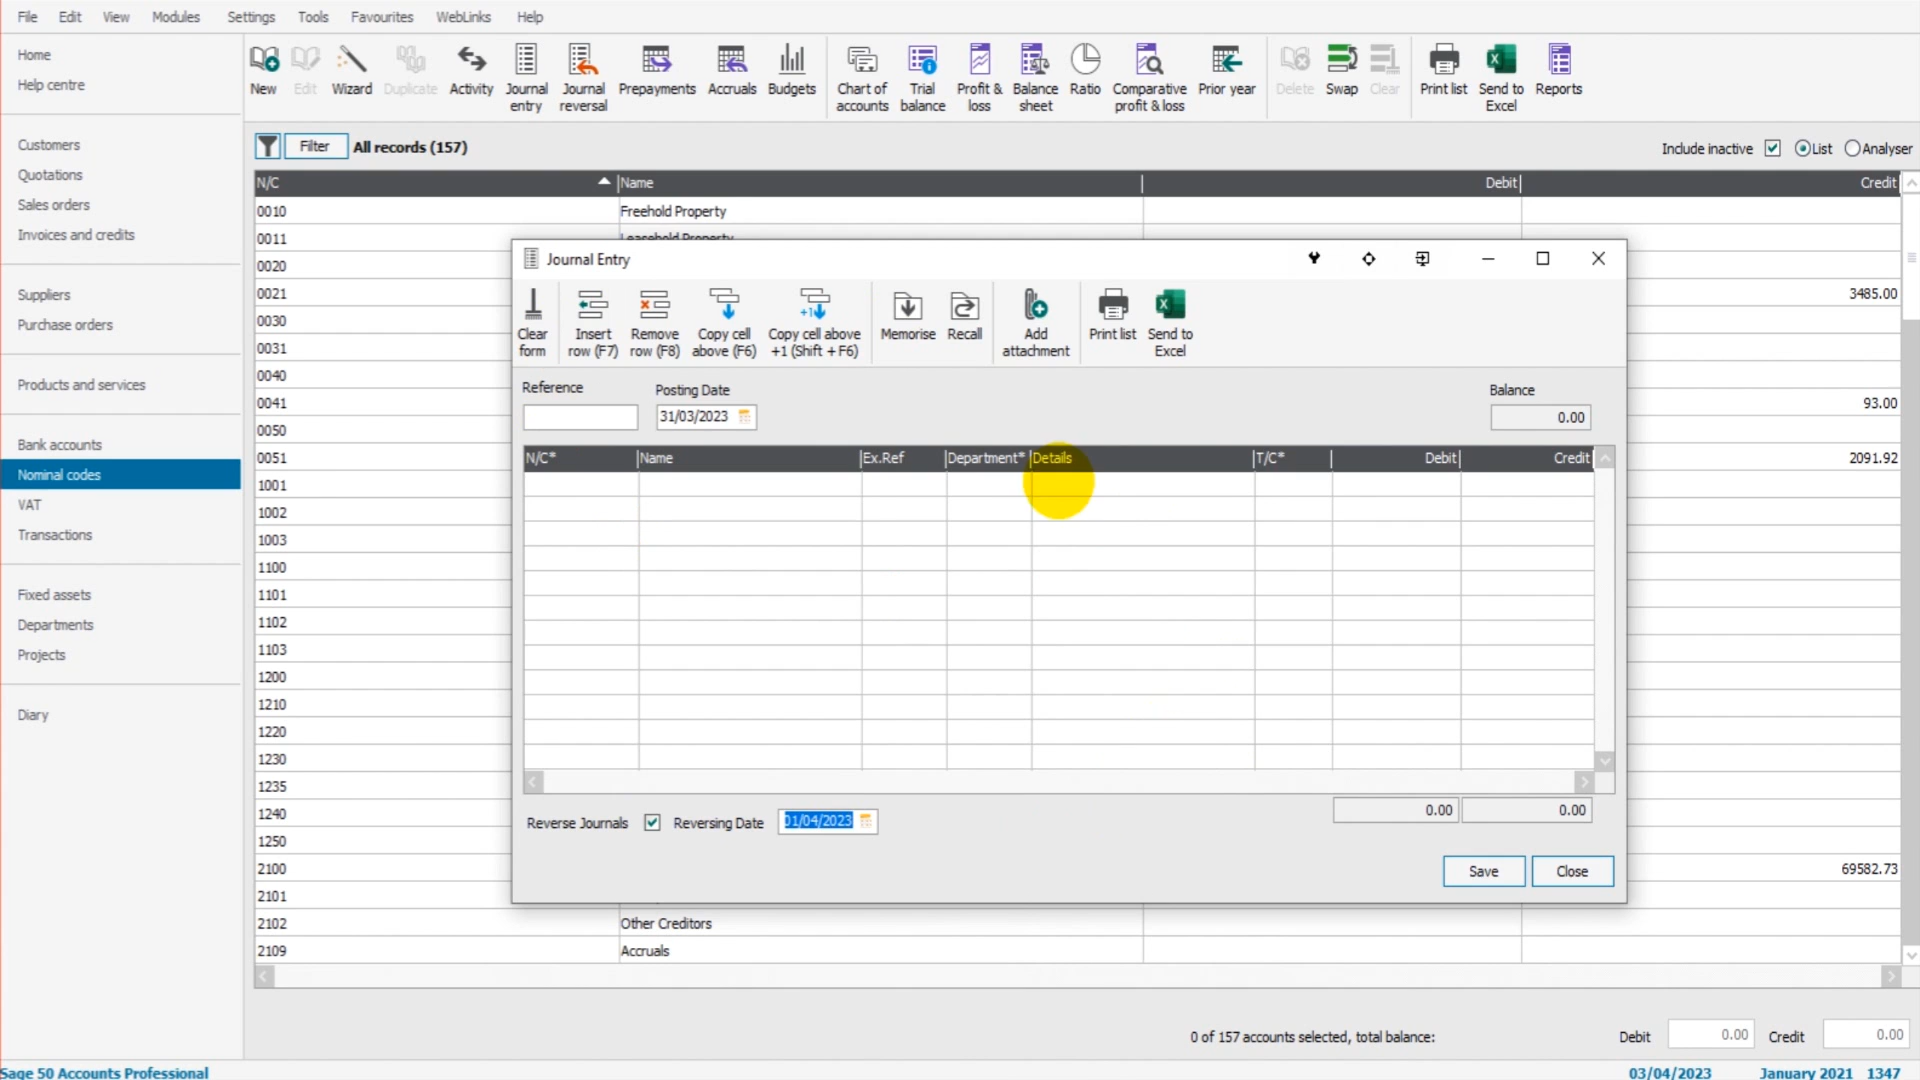 File Edit View Modules Settings Tools Favourites WebLinks Help
Home
Help centre
Customers
Quotations
Sales orders
Invoices and credits
Suppliers
Purchase orders
Products and services
Bank accounts
Nominal codes
VAT
Transactions
Fixed assets
Departments
Projects
Diary
New Edit Wizard Duplicate Activity Journal entry Journal reversal Prepayments Accruals Budgets Chart of accounts Trial balance Profit & loss Balance sheet Ratio Comparative profit & loss Prior year Delete Swap Clear Print list Send to Excel Reports
Filter All records (157) Include inactive List Analyser
N/C Name Debit Credit
0010 Freehold Property
0011 Leasehold Property
0020
0021 3485.00
0030
0031
0040
0041 93.00
0050
0051 2091.92
1001
1002
1003
1100
1101
1102
1103
1200
1210
1220
1230
1235
1240
1250
2100 69582.73
2101
2102 Other Creditors
2109 Accruals
Journal Entry
Clear form Insert row (F7) Remove row (F8) Copy cell above (F6) Copy cell above +1 (Shift + F6) Memorise Recall Add attachment Print list Send to Excel
Reference Posting Date Balance
31/03/2023 0.00
N/C* Name Ex.Ref Department* Details T/C* Debit Credit
0.00 0.00
Reverse Journals Reversing Date 01/04/2023
Save Close
0 of 157 accounts selected, total balance: Debit 0.00 Credit 0.00
Sage 50 Accounts Professional 03/04/2023 January 2021 1347